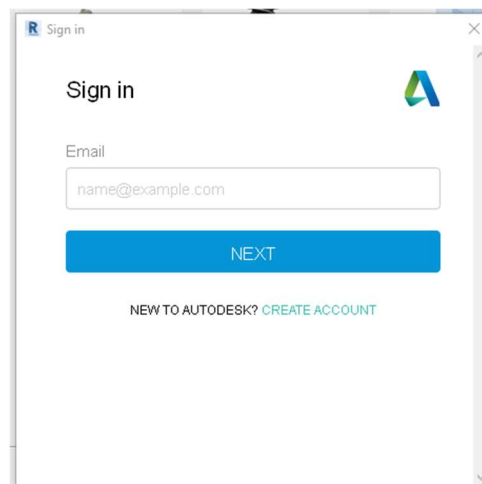 R Sign in
Sign in
Email
name@example.com
NEXT
NEW TO AUTODESK? CREATE ACCOUNT